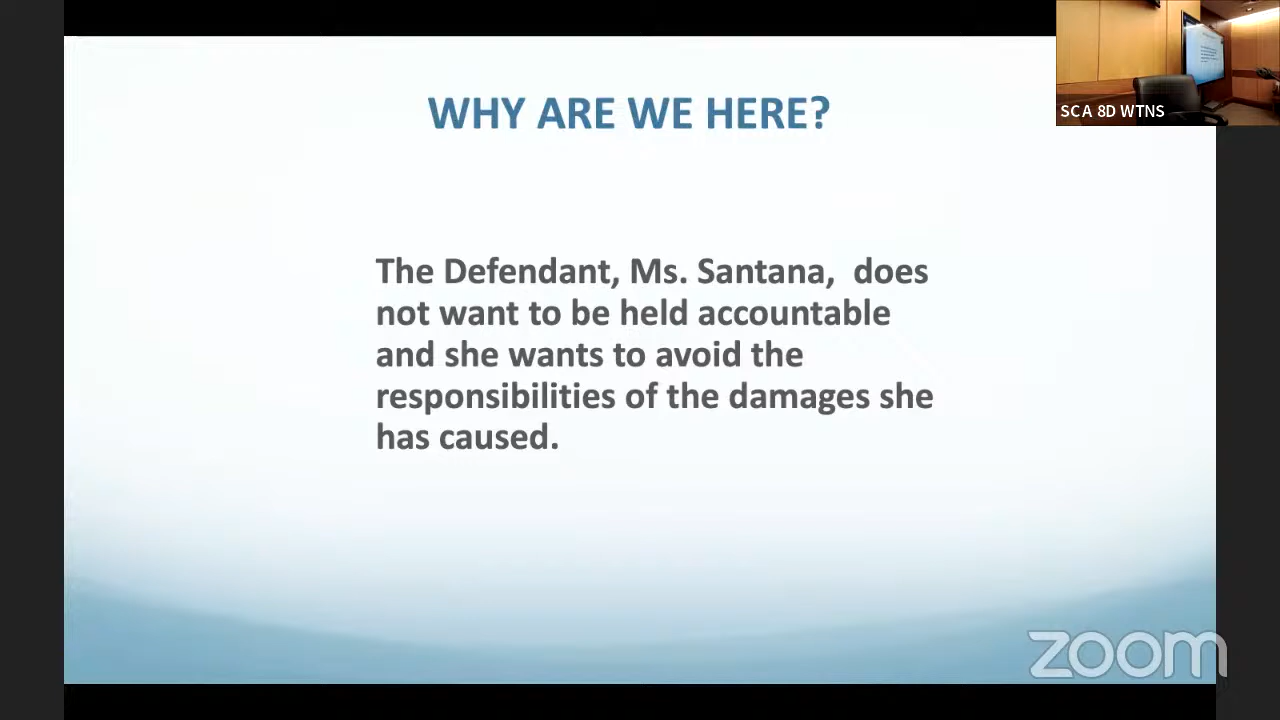 WHY ARE WE HERE?
SCA 8D WTNS
The Defendant, Ms. Santana,  does
not want to be held accountable
and she wants to avoid the
responsibilities of the damages she
has caused.
zoom